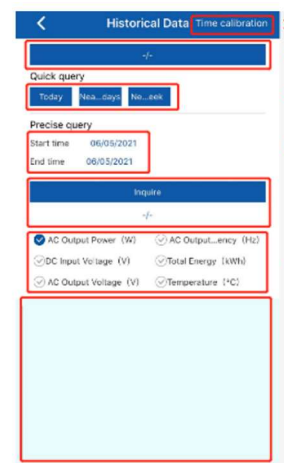 Historical Data Time calibration
-/-
Quick query
Today Nea...days Ne...eek
Precise query
Start time 06/05/2021
End time 06/05/2021
Inquire
-/-
AC Output Power (W) AC Output...ency (Hz)
DC Input Voltage (V) Total Energy (kWh)
AC Output Voltage (V) Temperature (°C)